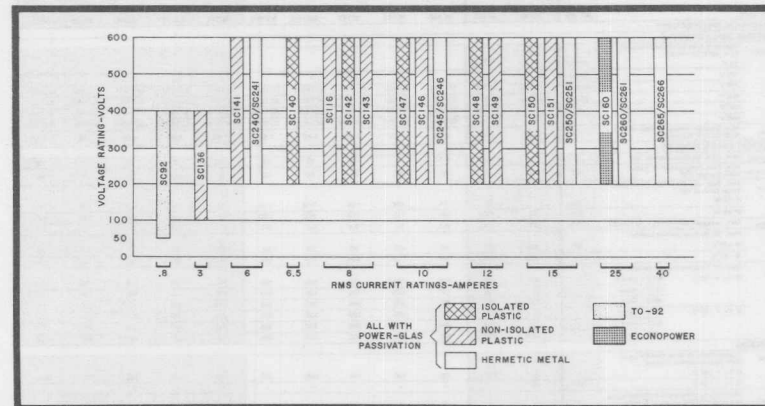 VOLTAGE RATING-VOLTS
600
500
400
300
200
100
50
0
SC92
SC136
SC141
SC240/SC241
SC140
SC116
SC142
SC143
SC147
SC146
SC245/SC246
SC148
SC149
SC150
SC151
SC250/SC251
SC160
SC260/SC261
SC265/SC266
.8
3
6
6.5
8
10
12
15
25
40
RMS CURRENT RATINGS-AMPERES
ALL WITH
POWER-GLAS
PASSIVATION
ISOLATED
PLASTIC
NON-ISOLATED
PLASTIC
HERMETIC METAL
TO-92
ECONOPOWER